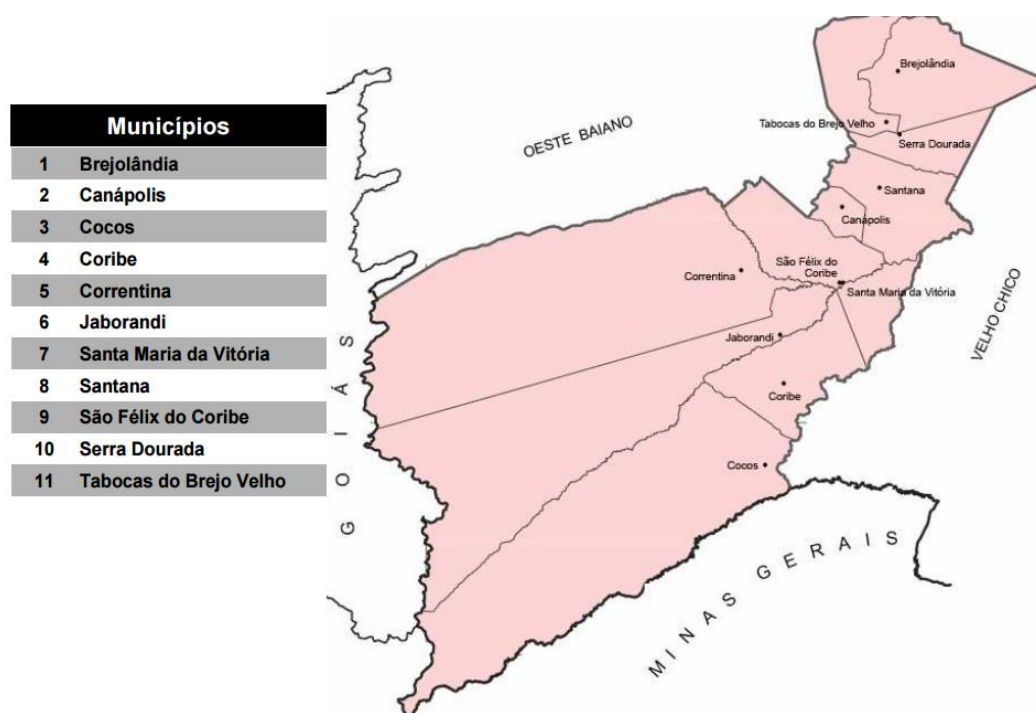 Municípios
1 Brejolândia
2 Canápolis
3 Cocos
4 Coribe
5 Correntina
6 Jaborandi
7 Santa Maria da Vitória
8 Santana
9 São Félix do Coribe
10 Serra Dourada
11 Tabocas do Brejo Velho
OESTE BAIANO
Brejolândia
Tabocas do Brejo Velho
Serra Dourada
Santana
Canápolis
São Félix do
Coribe
Correntina
Santa Maria da Vitória
VELHO CHICO
Jaborandi
Coribe
Cocos
GOIÁS
MINAS GERAIS